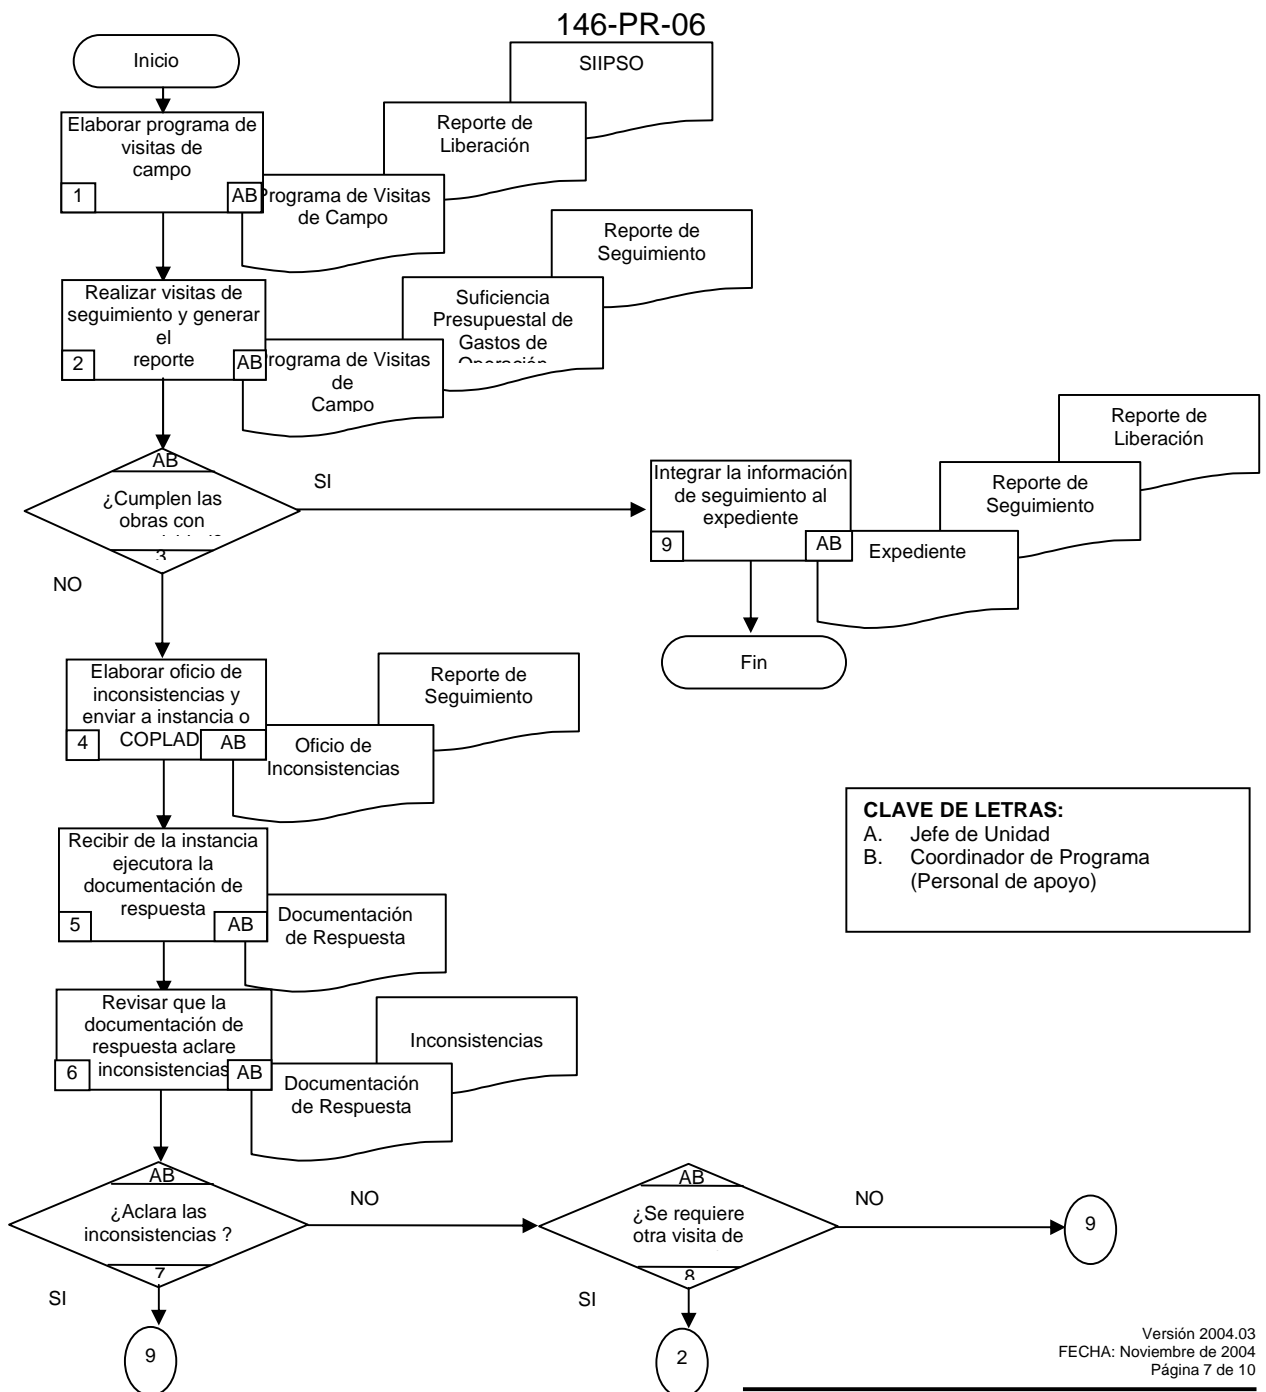 146-PR-06
Inicio
SIIPSO
Reporte de
Liberación
Elaborar programa de
visitas de
campo
1
AB
Programa de Visitas
de Campo
Reporte de
Seguimiento
Suficiencia
Presupuestal de
Gastos de
Operación
Realizar visitas de
seguimiento y generar
el
reporte
2
AB
Programa de Visitas
de
Campo
AB
¿Cumplen las
obras con
3
SI
NO
Reporte de
Liberación
Reporte de
Seguimiento
Integrar la información
de seguimiento al
expediente
9
AB
Expediente
Fin
Elaborar oficio de
inconsistencias y
enviar a instancia o
COPLAD
4
AB
Reporte de
Seguimiento
Oficio de
Inconsistencias
CLAVE DE LETRAS:
A. Jefe de Unidad
B. Coordinador de Programa
(Personal de apoyo)
Recibir de la instancia
ejecutora la
documentación de
respuesta
5
AB
Documentación
de Respuesta
Revisar que la
documentación de
respuesta aclare
inconsistencias
6
AB
Inconsistencias
Documentación
de Respuesta
AB
¿Aclara las
inconsistencias ?
7
NO
SI
AB
¿Se requiere
otra visita de
8
NO
SI
9
9
2
Versión 2004.03
FECHA: Noviembre de 2004
Página 7 de 10